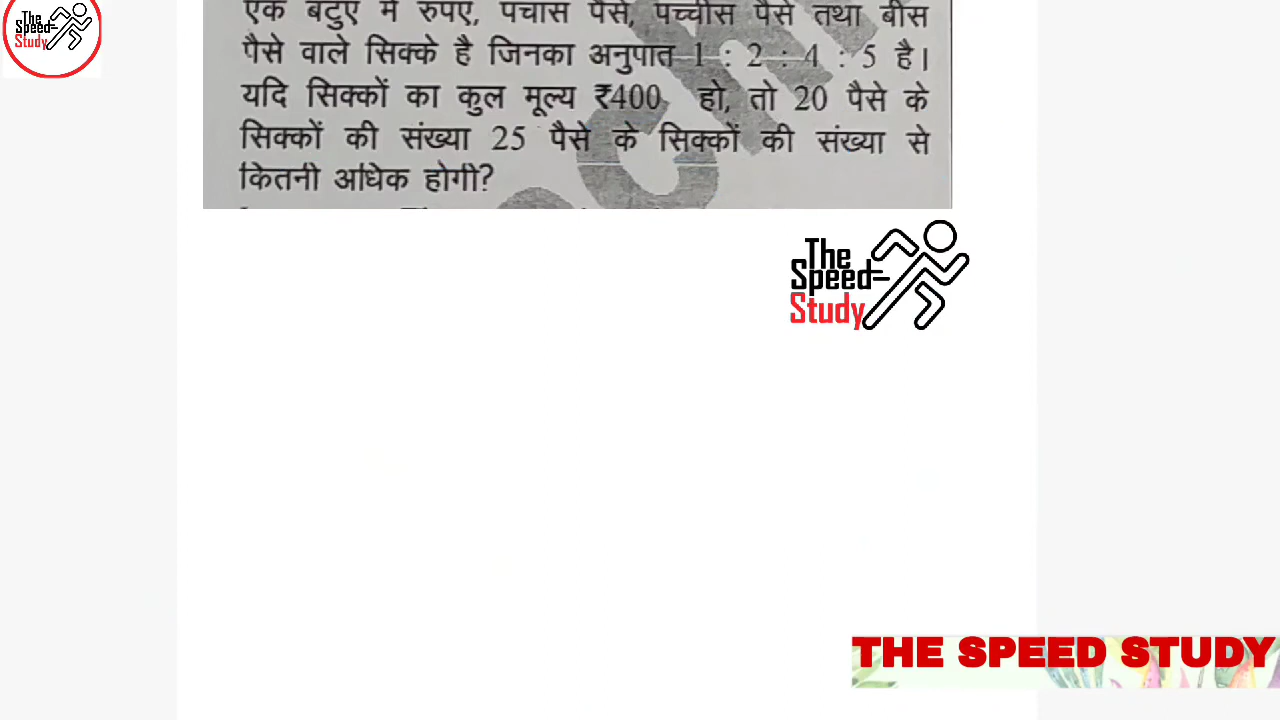 The
Speed
Study
एक बटुए में रुपए, पचास पैसे, पच्चीस पैसे तथा बीस
पैसे वाले सिक्के है जिनका अनुपात 1 : 2 : 4 : 5 है।
यदि सिक्कों का कुल मूल्य ₹400 हो, तो 20 पैसे के
सिक्कों की संख्या 25 पैसे के सिक्कों की संख्या से
कितनी अधिक होगी?
The
Speed
Study
THE SPEED STUDY